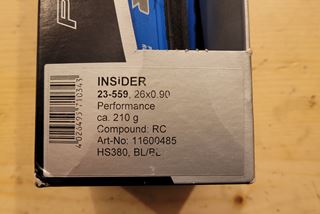 INSiDER
23-559, 26x0.90
Performance
ca. 210 g
Compound: RC
Art-No: 11600485
HS380, BL/BL